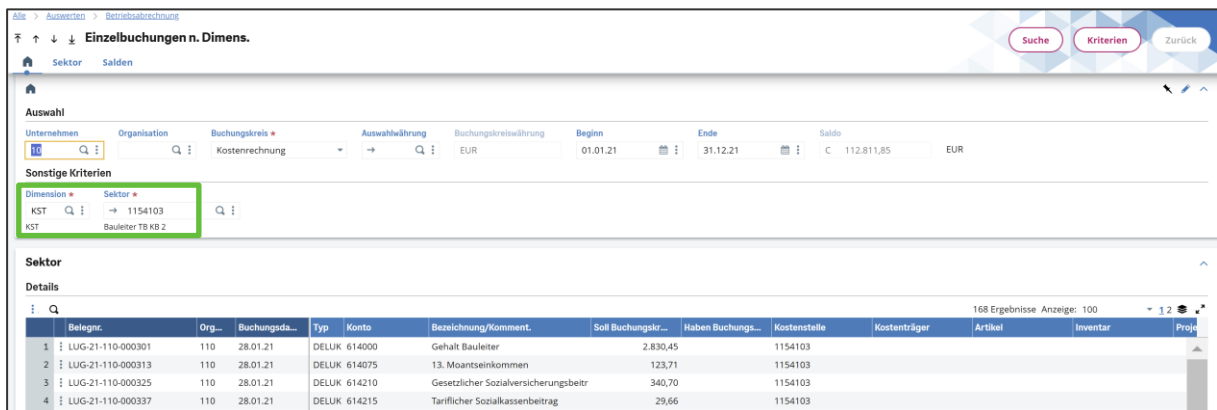 Alle > Auswerten > Betriebsabrechnung
Einzelbuchungen n. Dimens.
Suche Kriterien Zurück
Sektor Salden
Auswahl
Unternehmen Organisation Buchungskreis * Auswahlwährung Buchungskreiswährung Beginn Ende Saldo
10 Kostenrechnung → EUR 01.01.21 31.12.21 C 112.811,85 EUR
Sonstige Kriterien
Dimension * Sektor *
KST → 1154103
KST Bauleiter TB KB 2
Sektor
Details
168 Ergebnisse Anzeige: 100 1 2
Belegnr. Org... Buchungsda... Typ Konto Bezeichnung/Komment. Soll Buchungskr... Haben Buchungs... Kostenstelle Kostenträger Artikel Inventar Proje
1 LUG-21-110-000301 110 28.01.21 DELUK 614000 Gehalt Bauleiter 2.830,45 1154103
2 LUG-21-110-000313 110 28.01.21 DELUK 614075 13. Moantseinkommen 123,71 1154103
3 LUG-21-110-000325 110 28.01.21 DELUK 614210 Gesetzlicher Sozialversicherungsbeitr 340,70 1154103
4 LUG-21-110-000337 110 28.01.21 DELUK 614215 Tariflicher Sozialkassenbeitrag 29,66 1154103